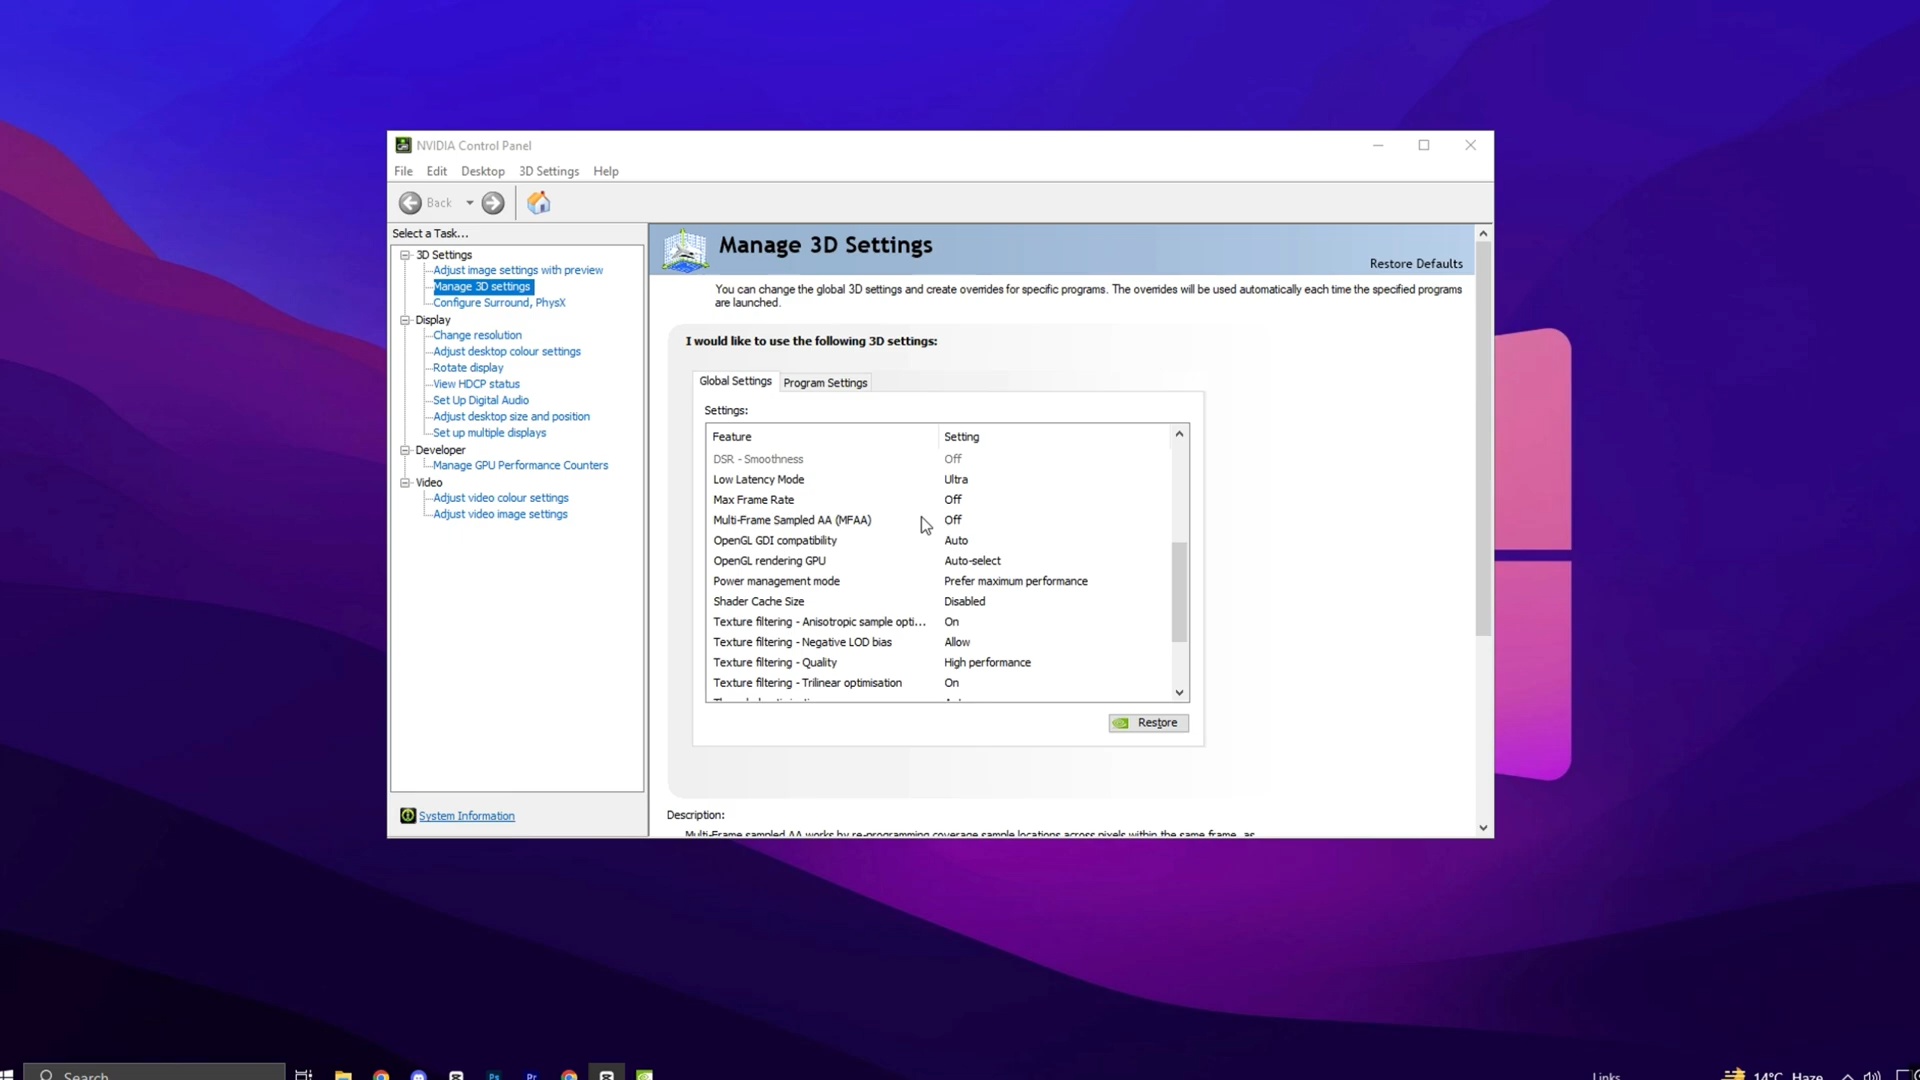 NVIDIA Control Panel
File Edit Desktop 3D Settings Help
Back
Select a Task...
3D Settings
Adjust image settings with preview
Manage 3D settings
Configure Surround, PhysX
Display
Change resolution
Adjust desktop colour settings
Rotate display
View HDCP status
Set Up Digital Audio
Adjust desktop size and position
Set up multiple displays
Developer
Manage GPU Performance Counters
Video
Adjust video colour settings
Adjust video image settings
System Information
Manage 3D Settings
Restore Defaults
You can change the global 3D settings and create overrides for specific programs. The overrides will be used automatically each time the specified programs
are launched.
I would like to use the following 3D settings:
Global Settings Program Settings
Settings:
Feature Setting
DSR - Smoothness Off
Low Latency Mode Ultra
Max Frame Rate Off
Multi-Frame Sampled AA (MFAA) Off
OpenGL GDI compatibility Auto
OpenGL rendering GPU Auto-select
Power management mode Prefer maximum performance
Shader Cache Size Disabled
Texture filtering - Anisotropic sample opti... On
Texture filtering - Negative LOD bias Allow
Texture filtering - Quality High performance
Texture filtering - Trilinear optimisation On
Restore
Description:
Multi-Frame sampled AA works by re-programming coverage sample locations across pixels within the same frame, as
Search Ps Pr Links 14°C Haze